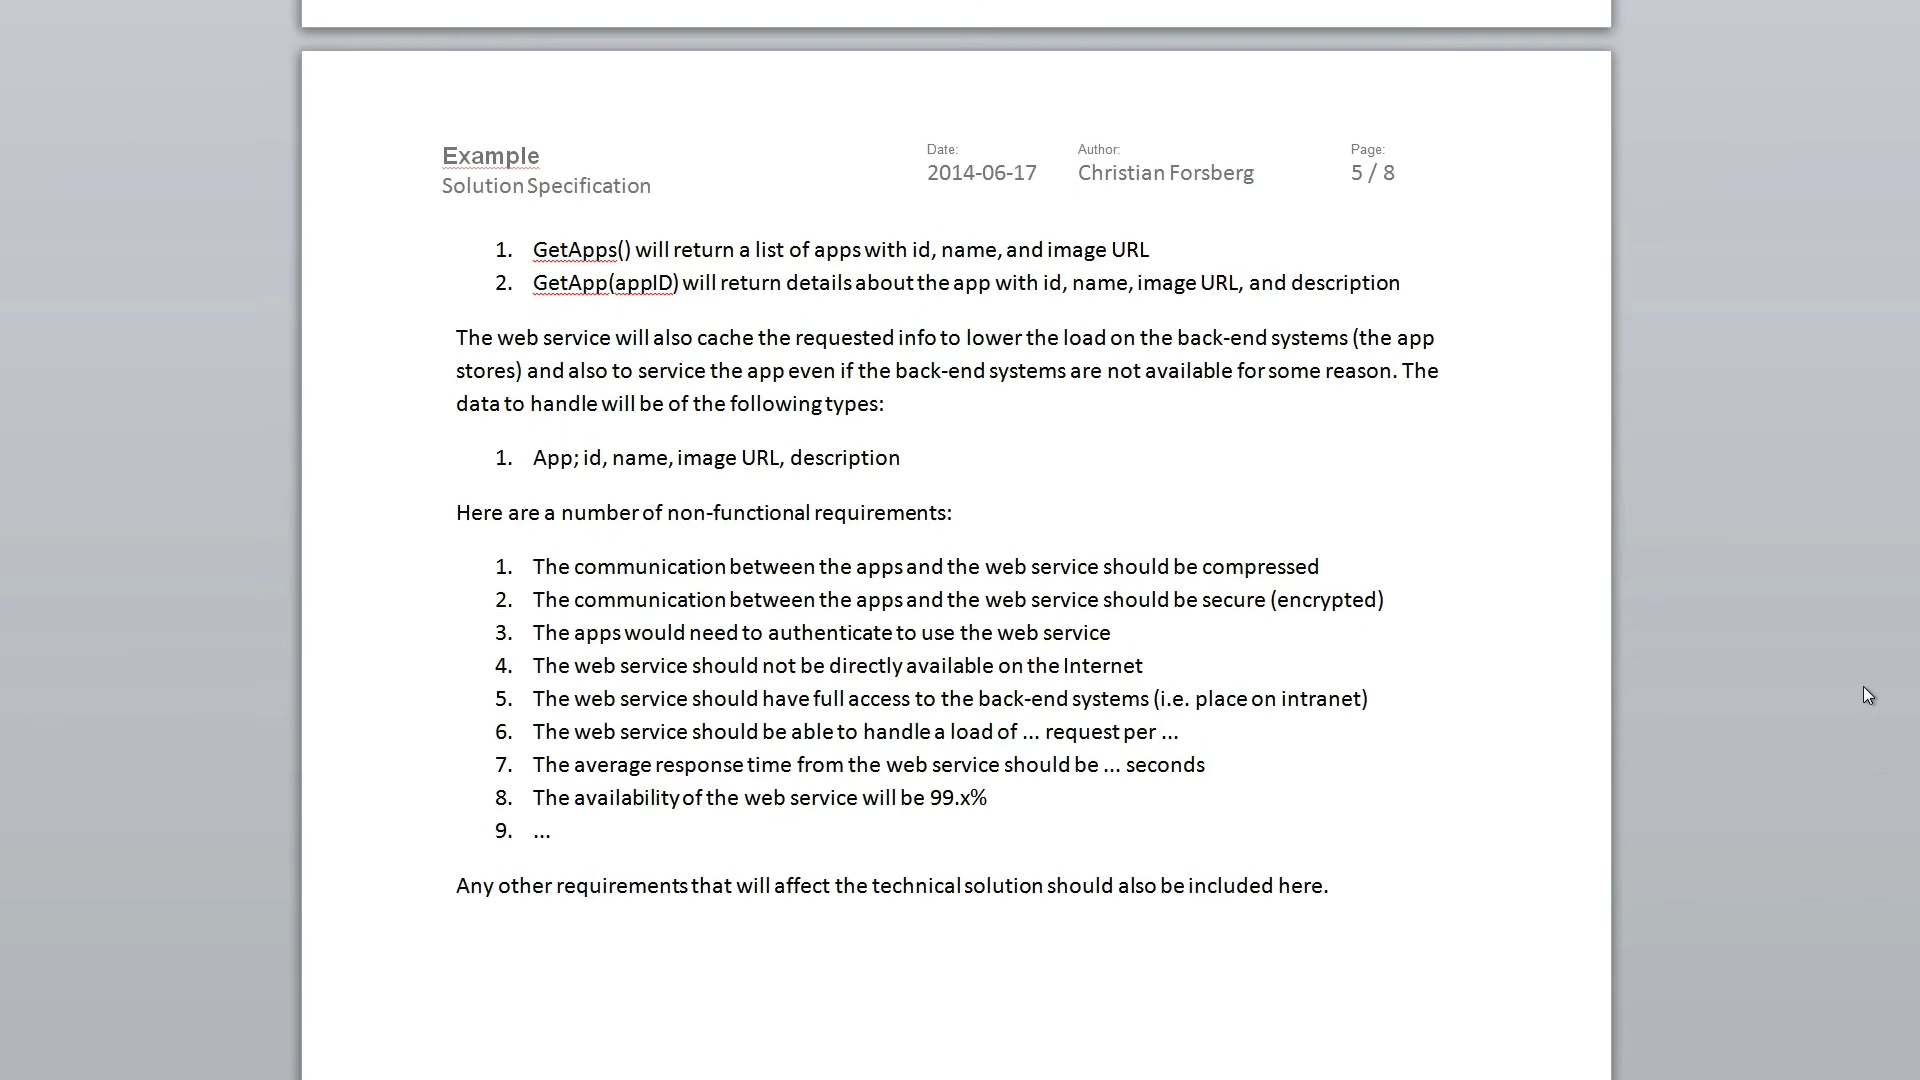 Example
Solution Specification
Date:
2014-06-17
Author:
Christian Forsberg
Page:
5 / 8
1. GetApps() will return a list of apps with id, name, and image URL
2. GetApp(appID) will return details about the app with id, name, image URL, and description
The web service will also cache the requested info to lower the load on the back-end systems (the app
stores) and also to service the app even if the back-end systems are not available for some reason. The
data to handle will be of the following types:
1. App; id, name, image URL, description
Here are a number of non-functional requirements:
1. The communication between the apps and the web service should be compressed
2. The communication between the apps and the web service should be secure (encrypted)
3. The apps would need to authenticate to use the web service
4. The web service should not be directly available on the Internet
5. The web service should have full access to the back-end systems (i.e. place on intranet)
6. The web service should be able to handle a load of ... request per ...
7. The average response time from the web service should be ... seconds
8. The availability of the web service will be 99.x%
9. ...
Any other requirements that will affect the technical solution should also be included here.